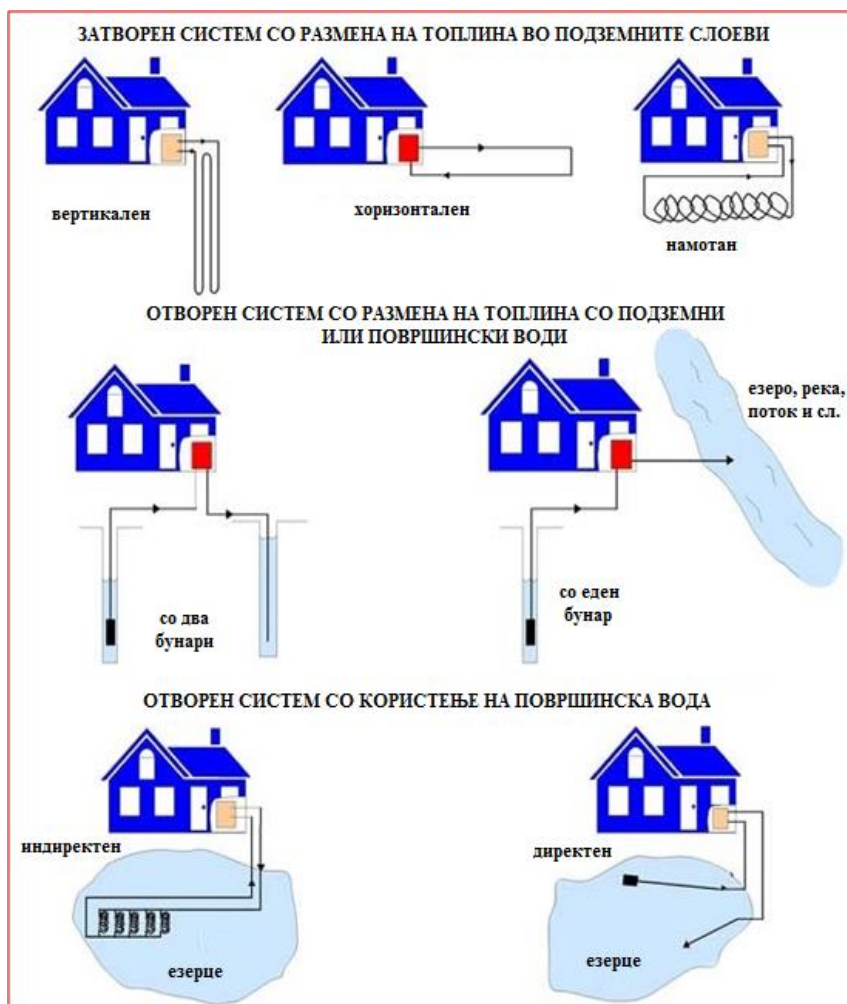 ЗАТВОРЕН СИСТЕМ СО РАЗМЕНА НА ТОПЛИНА ВО ПОДЗЕМНИТЕ СЛОЕВИ
вертикален
хоризонтален
намотан
ОТВОРЕН СИСТЕМ СО РАЗМЕНА НА ТОПЛИНА СО ПОДЗЕМНИ
ИЛИ ПОВРШИНСКИ ВОДИ
езеро, река,
поток и сл.
со два
бунари
со еден
бунар
ОТВОРЕН СИСТЕМ СО КОРИСТЕЊЕ НА ПОВРШИНСКА ВОДА
индиректен
директен
езерце
езерце